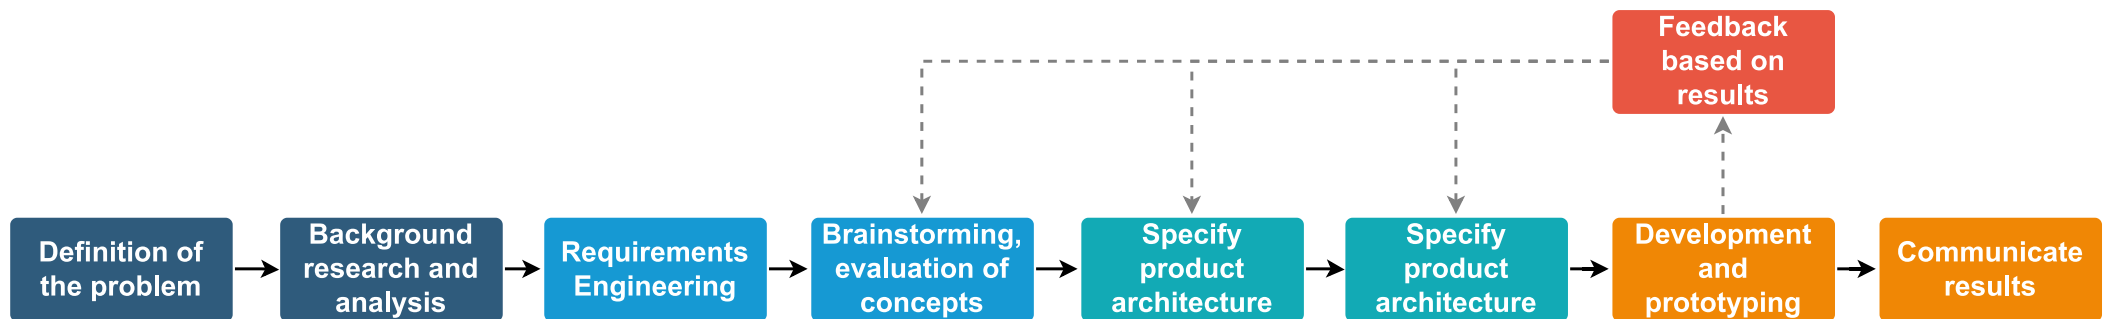 Feedback
based on
results
Definition of
the problem
Background
research and
analysis
Requirements
Engineering
Brainstorming,
evaluation of
concepts
Specify
product
architecture
Specify
product
architecture
Development
and
prototyping
Communicate
results